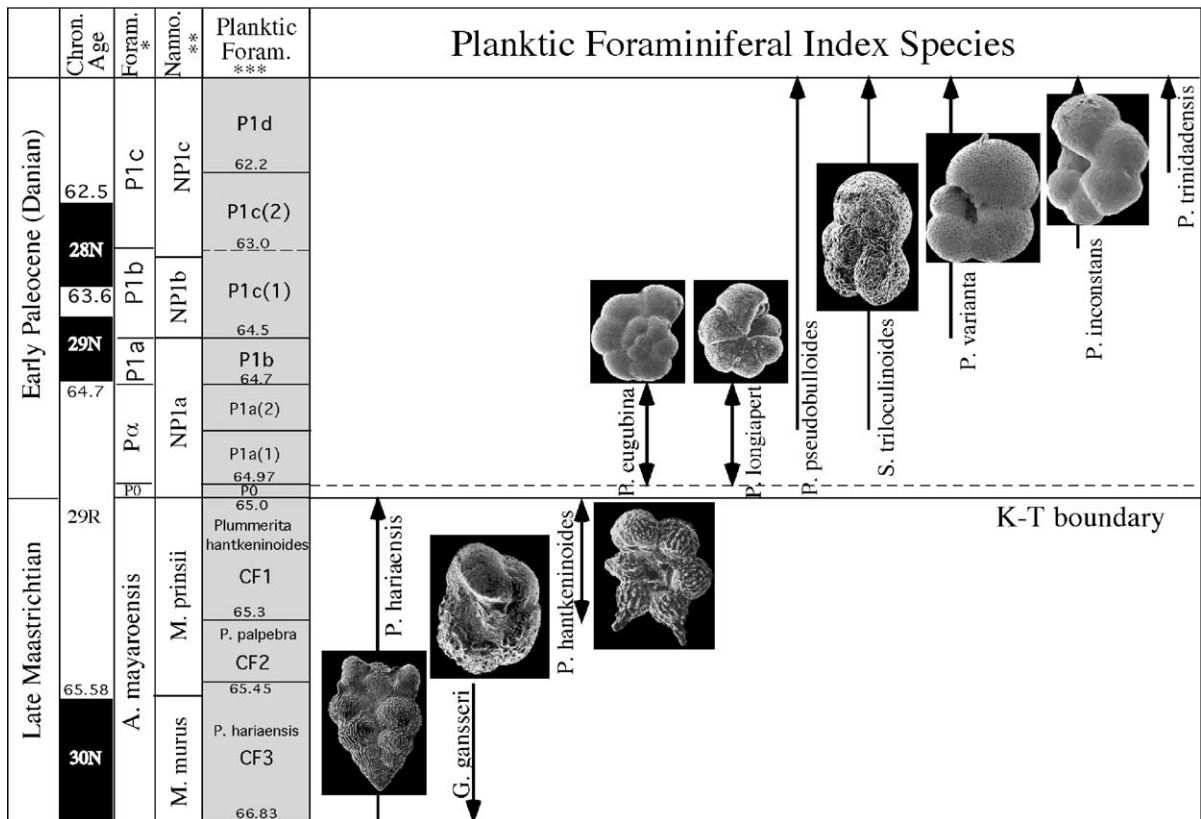 Chron.
Age
Foram.
*
Nanno.
**
Planktic
Foram.
***
Planktic Foraminiferal Index Species
Early Paleocene (Danian)
Late Maastrichtian
62.5
28N
63.6
29N
64.7
29R
65.58
30N
P1c
P1b
P1a
Pα
P0
A. mayaroensis
NP1c
NP1b
NP1a
M. prinsii
M. murus
P1d
62.2
P1c(2)
63.0
P1c(1)
64.5
P1b
64.7
P1a(2)
P1a(1)
64.97
P0
65.0
Plummerita
hantkeninoides
CF1
65.3
P. palpebra
CF2
65.45
P. hariaensis
CF3
66.83
P. hariaensis
G. gansseri
P. hantkeninoides
P. eugubina
P. longiapert
P. pseudobulloides
S. triloculinoides
P. varianta
P. inconstans
P. trinidadensis
K-T boundary